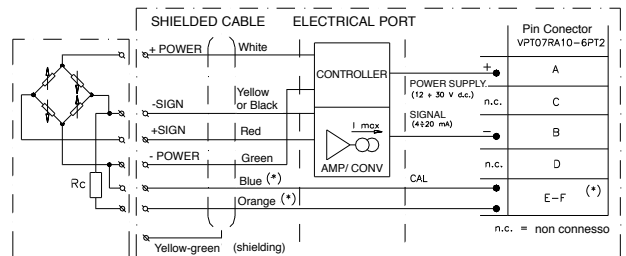 SHIELDED CABLE ELECTRICAL PORT
Pin Conector
VPT07RA10-6PT2
+ POWER White
CONTROLLER
+ A
POWER SUPPLY
(12 ÷ 30 V d.c.)
-SIGN Yellow
or Black
n.c. C
SIGNAL
(4÷20 mA)
+SIGN Red
I max
- B
- POWER Green
AMP/ CONV
n.c. D
Rc
Blue (*)
CAL
E-F (*)
Orange (*)
n.c. = non connesso
Yellow-green (shielding)